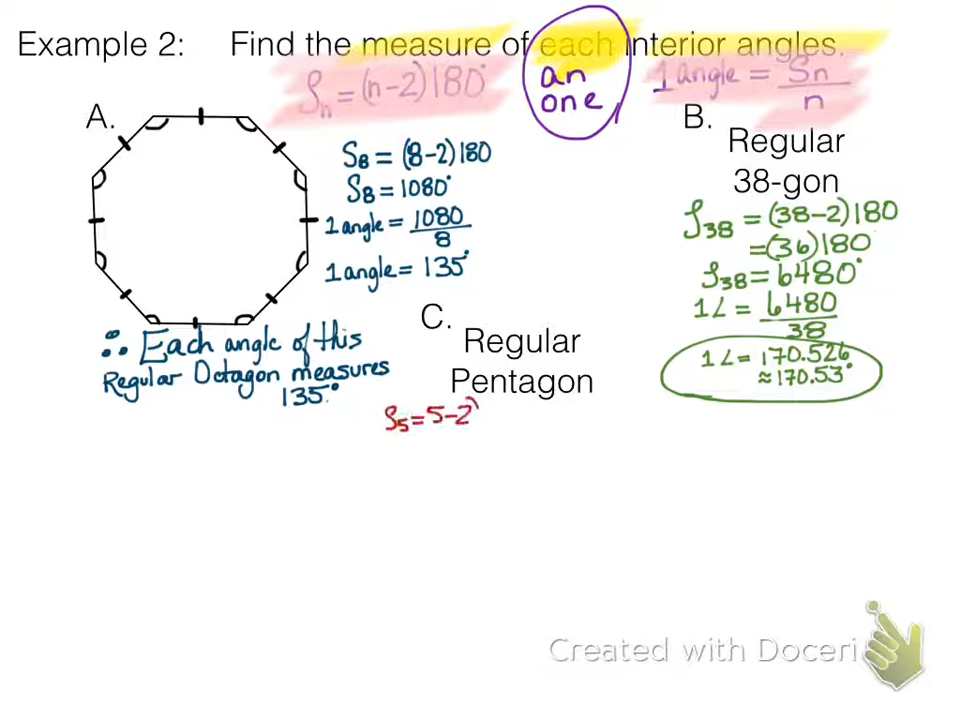 Example 2: Find the measure of each interior angles.
Sn = (n-2)180°
an
one
1 angle = Sn/n
A.
S8 = (8-2)180
S8 = 1080°
1 angle = 1080/8
1 angle = 135°
∴ Each angle of this
Regular Octagon measures
135°.
B.
Regular
38-gon
S38 = (38-2)180
=(36)180
S38 = 6480°
1∠ = 6480/38
1∠ = 170.526
≈170.53°
C.
Regular
Pentagon
S5=5-2)
Created with Doceri